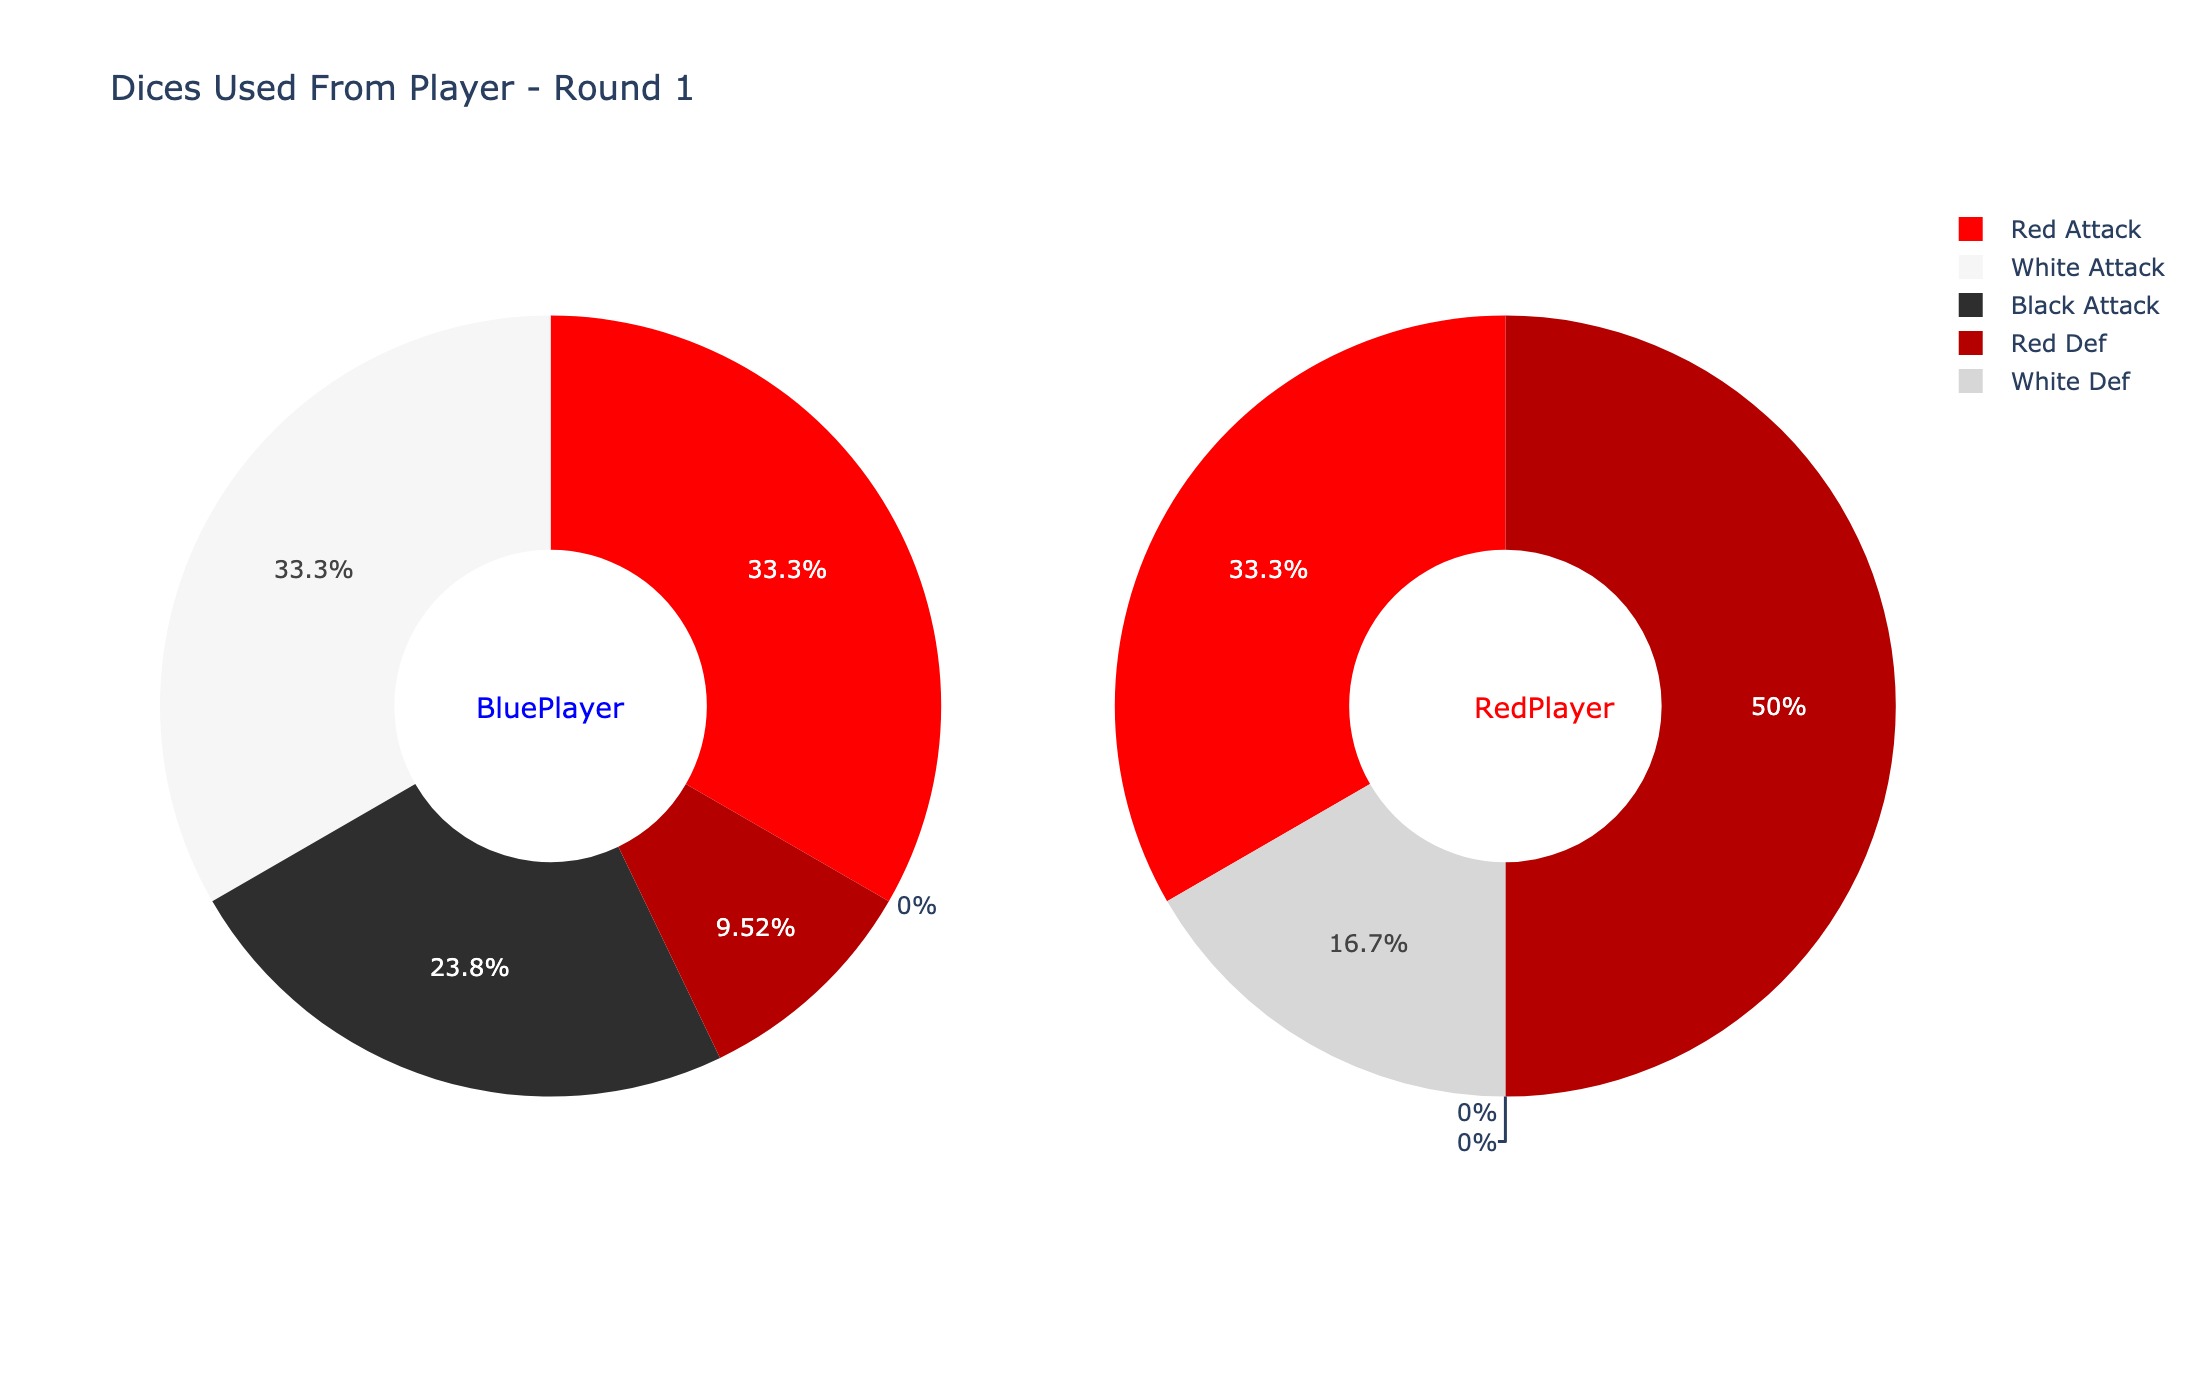 Dices Used From Player - Round 1
Red Attack
White Attack
Black Attack
Red Def
White Def
33.3%
33.3%
BluePlayer
0%
9.52%
23.8%
33.3%
50%
RedPlayer
16.7%
0%
0%